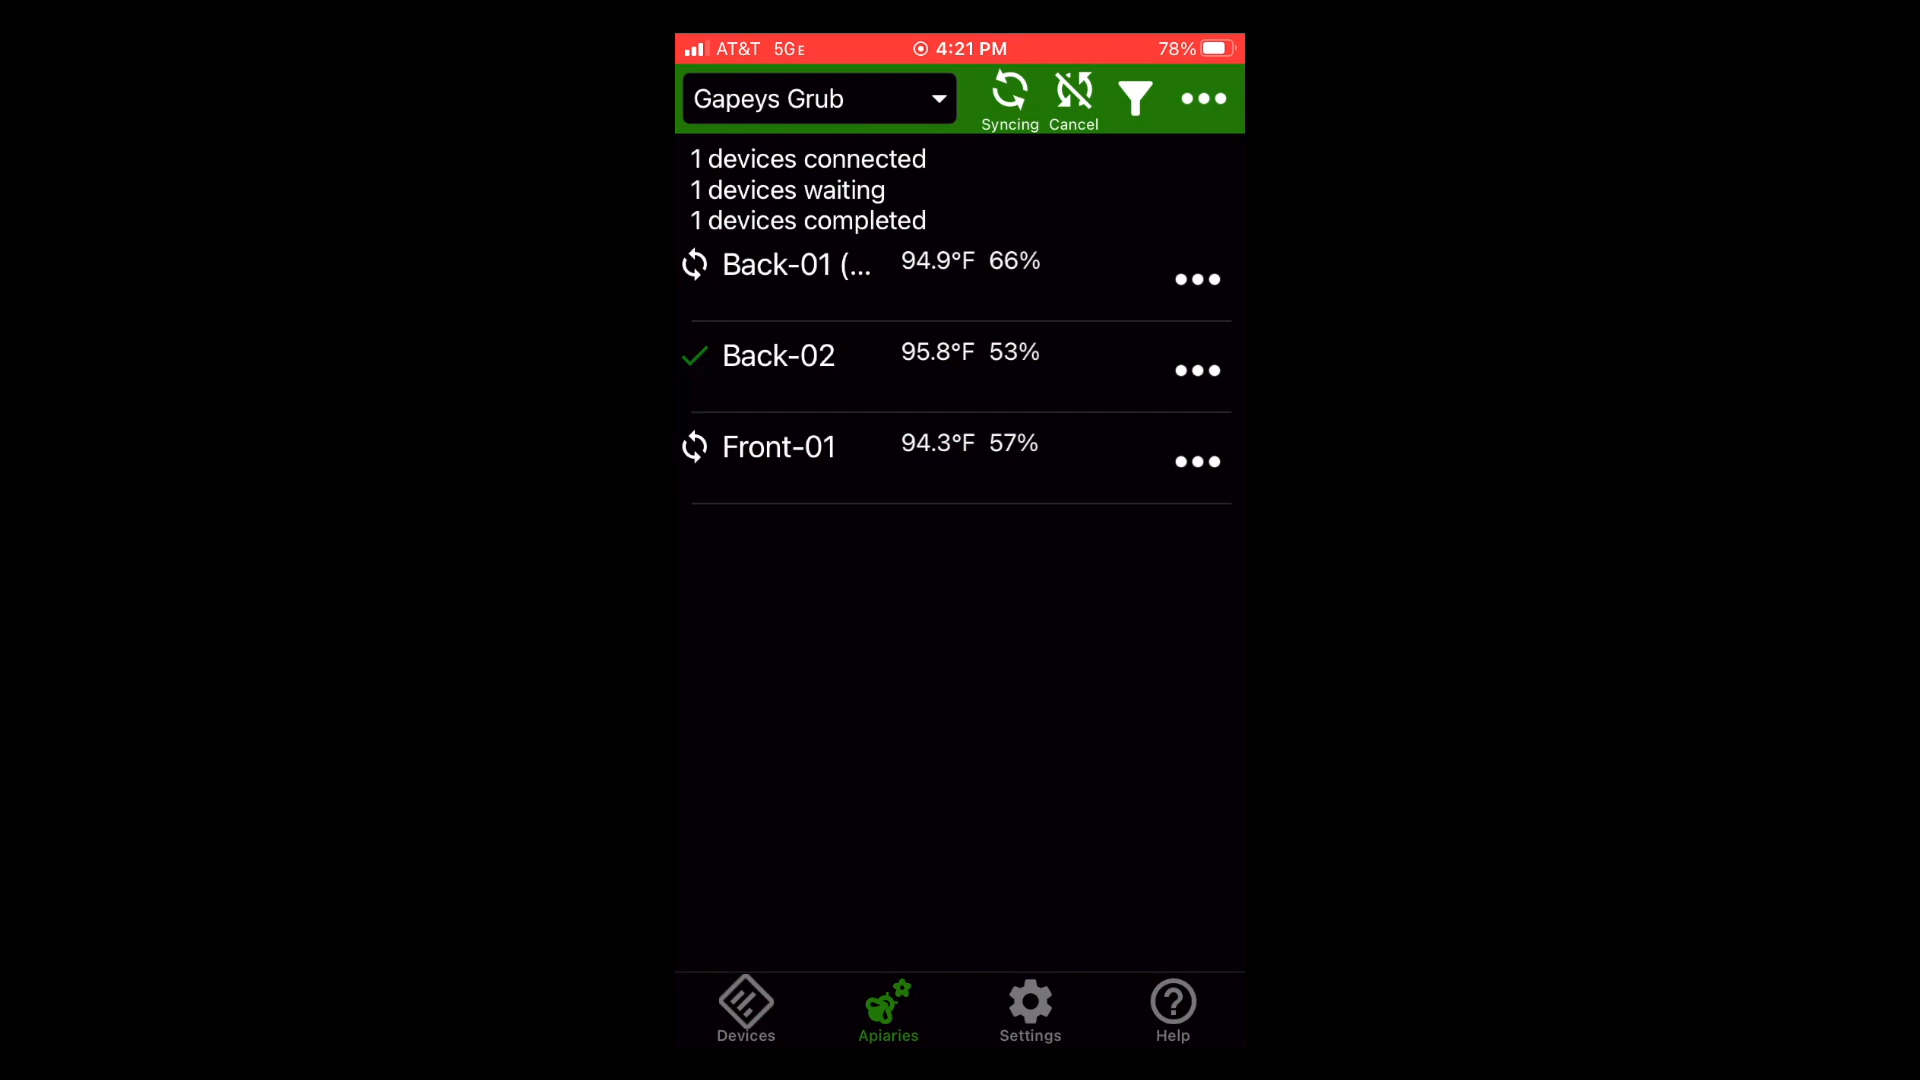 AT&T 5GE 4:21 PM 78%
Gapeys Grub
Syncing Cancel
1 devices connected
1 devices waiting
1 devices completed
Back-01 (... 94.9°F 66%
Back-02 95.8°F 53%
Front-01 94.3°F 57%
Devices Apiaries Settings Help